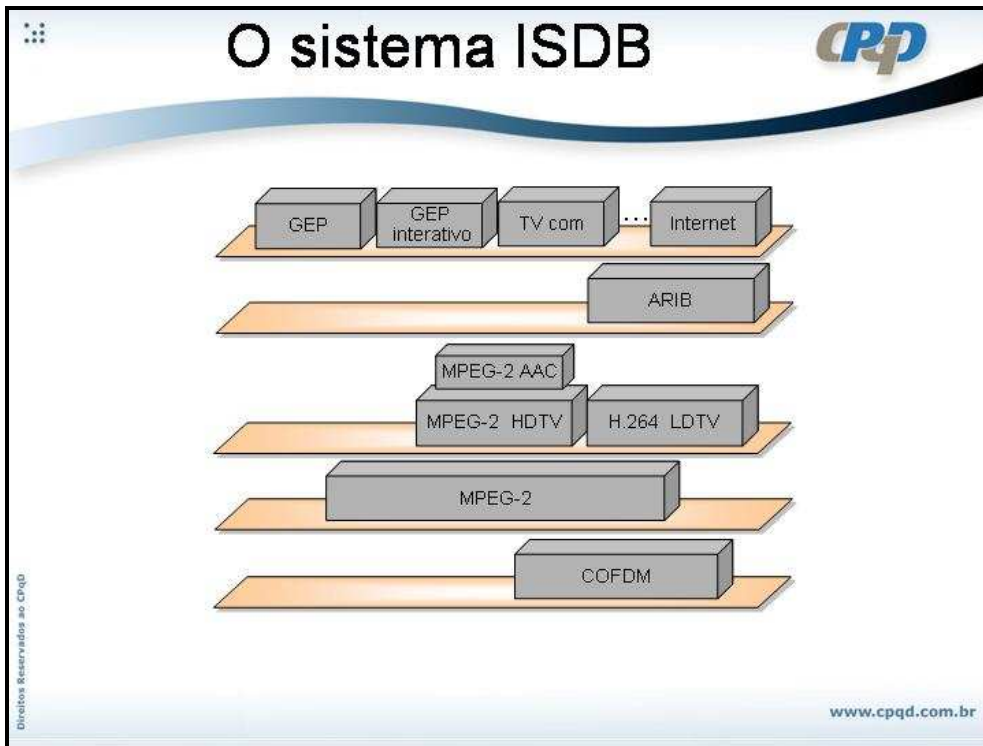 O sistema ISDB
CPqD
GEP
GEP
interativo
TV com
...
Internet
ARIB
MPEG-2 AAC
MPEG-2 HDTV
H.264 LDTV
MPEG-2
COFDM
Direitos Reservados ao CPqD
www.cpqd.com.br